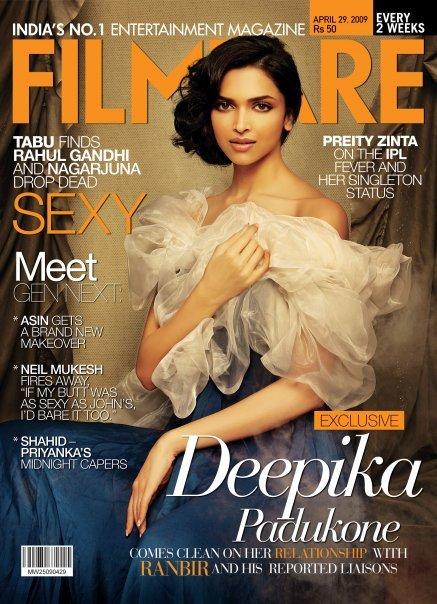 INDIA'S NO.1 ENTERTAINMENT MAGAZINE
APRIL 29, 2009
Rs 50
EVERY
2 WEEKS
FILMFARE
TABU FINDS
RAHUL GANDHI
AND NAGARJUNA
DROP DEAD
SEXY
PREITY ZINTA
ON THE IPL
FEVER AND
HER SINGLETON
STATUS
Meet
GEN NEXT:
* ASIN GETS
A BRAND NEW
MAKEOVER
* NEIL MUKESH
FIRES AWAY,
"IF MY BUTT WAS
AS SEXY AS JOHN'S,
I'D BARE IT TOO."
* SHAHID –
PRIYANKA'S
MIDNIGHT CAPERS
EXCLUSIVE
Deepika
Padukone
COMES CLEAN ON HER RELATIONSHIP WITH
RANBIR AND HIS REPORTED LIAISONS
MW25090429